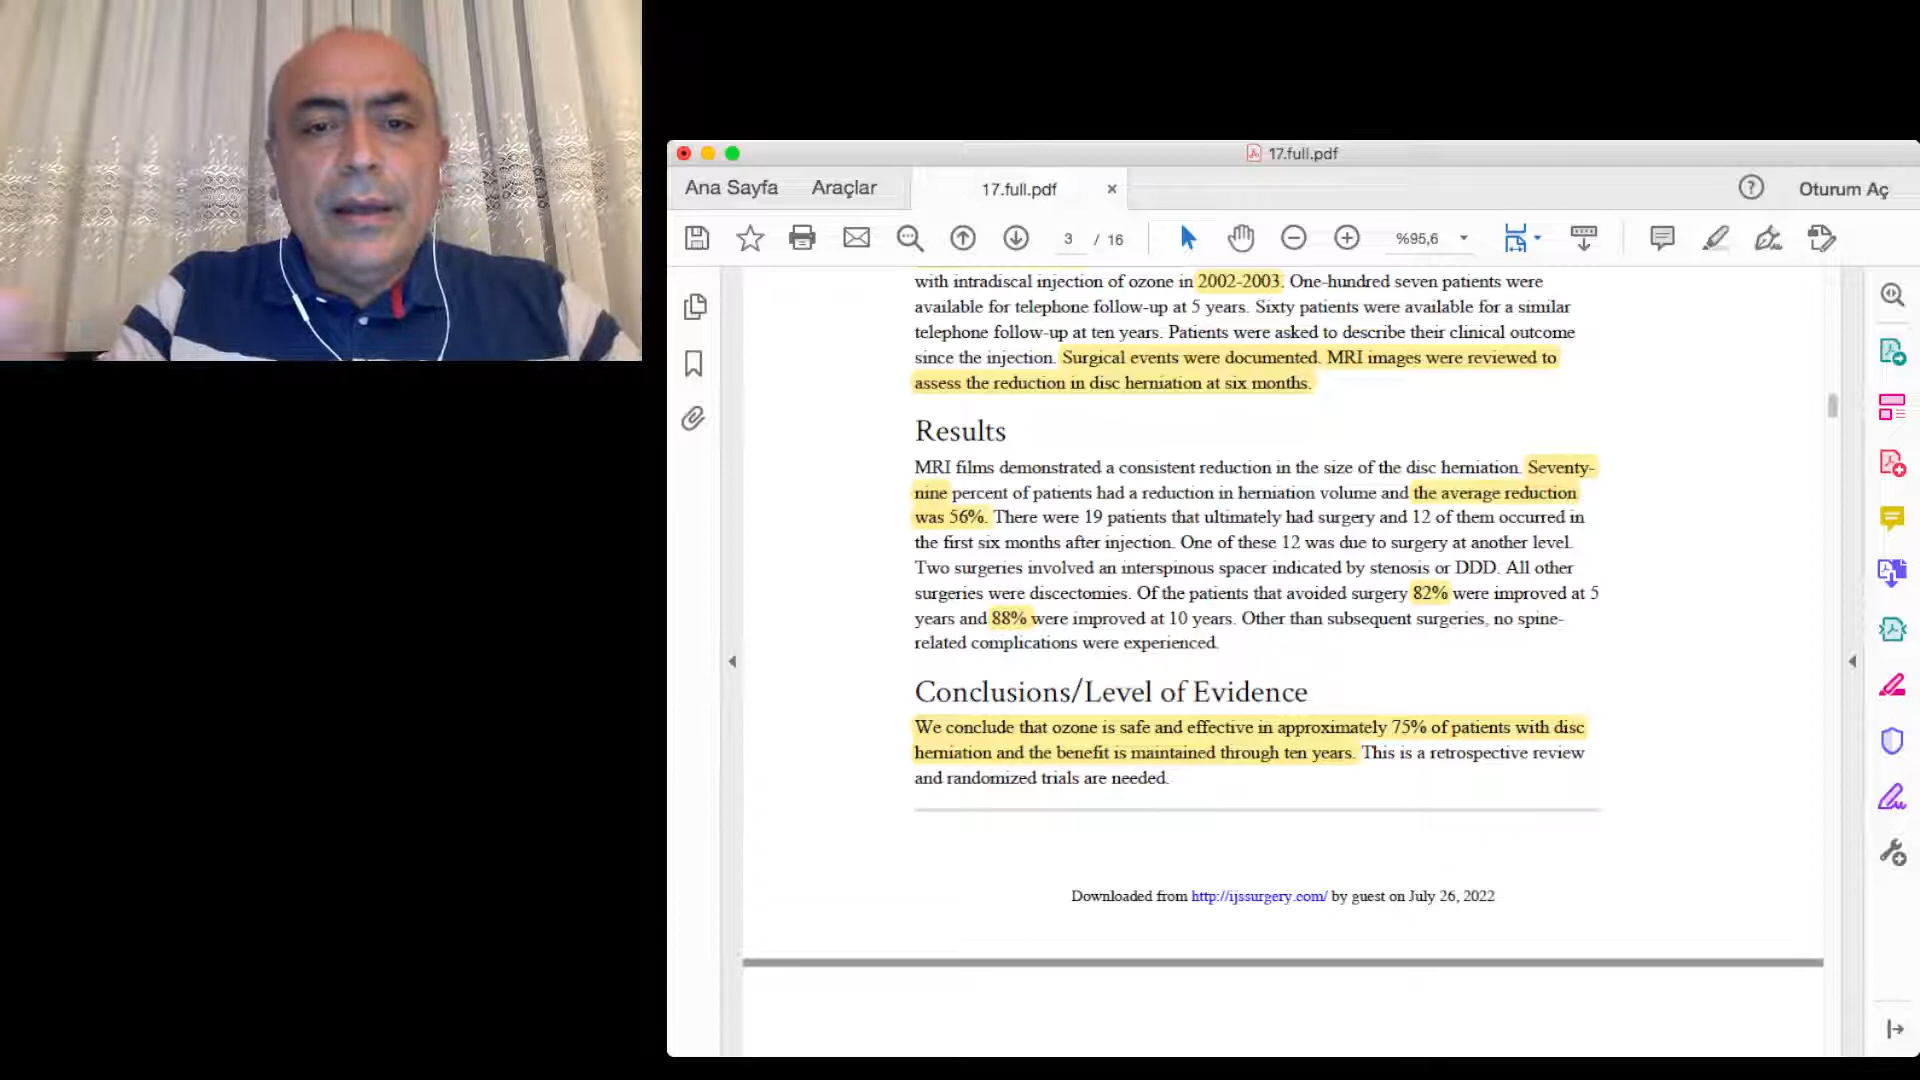 17.full.pdf
Ana Sayfa Araçlar 17.full.pdf × Oturum Aç
3 / 16 %95,6
with intradiscal injection of ozone in 2002-2003. One-hundred seven patients were
available for telephone follow-up at 5 years. Sixty patients were available for a similar
telephone follow-up at ten years. Patients were asked to describe their clinical outcome
since the injection. Surgical events were documented. MRI images were reviewed to
assess the reduction in disc herniation at six months.
Results
MRI films demonstrated a consistent reduction in the size of the disc herniation. Seventy-
nine percent of patients had a reduction in herniation volume and the average reduction
was 56%. There were 19 patients that ultimately had surgery and 12 of them occurred in
the first six months after injection. One of these 12 was due to surgery at another level.
Two surgeries involved an interspinous spacer indicated by stenosis or DDD. All other
surgeries were discectomies. Of the patients that avoided surgery 82% were improved at 5
years and 88% were improved at 10 years. Other than subsequent surgeries, no spine-
related complications were experienced.
Conclusions/Level of Evidence
We conclude that ozone is safe and effective in approximately 75% of patients with disc
herniation and the benefit is maintained through ten years. This is a retrospective review
and randomized trials are needed.
Downloaded from http://ijssurgery.com/ by guest on July 26, 2022